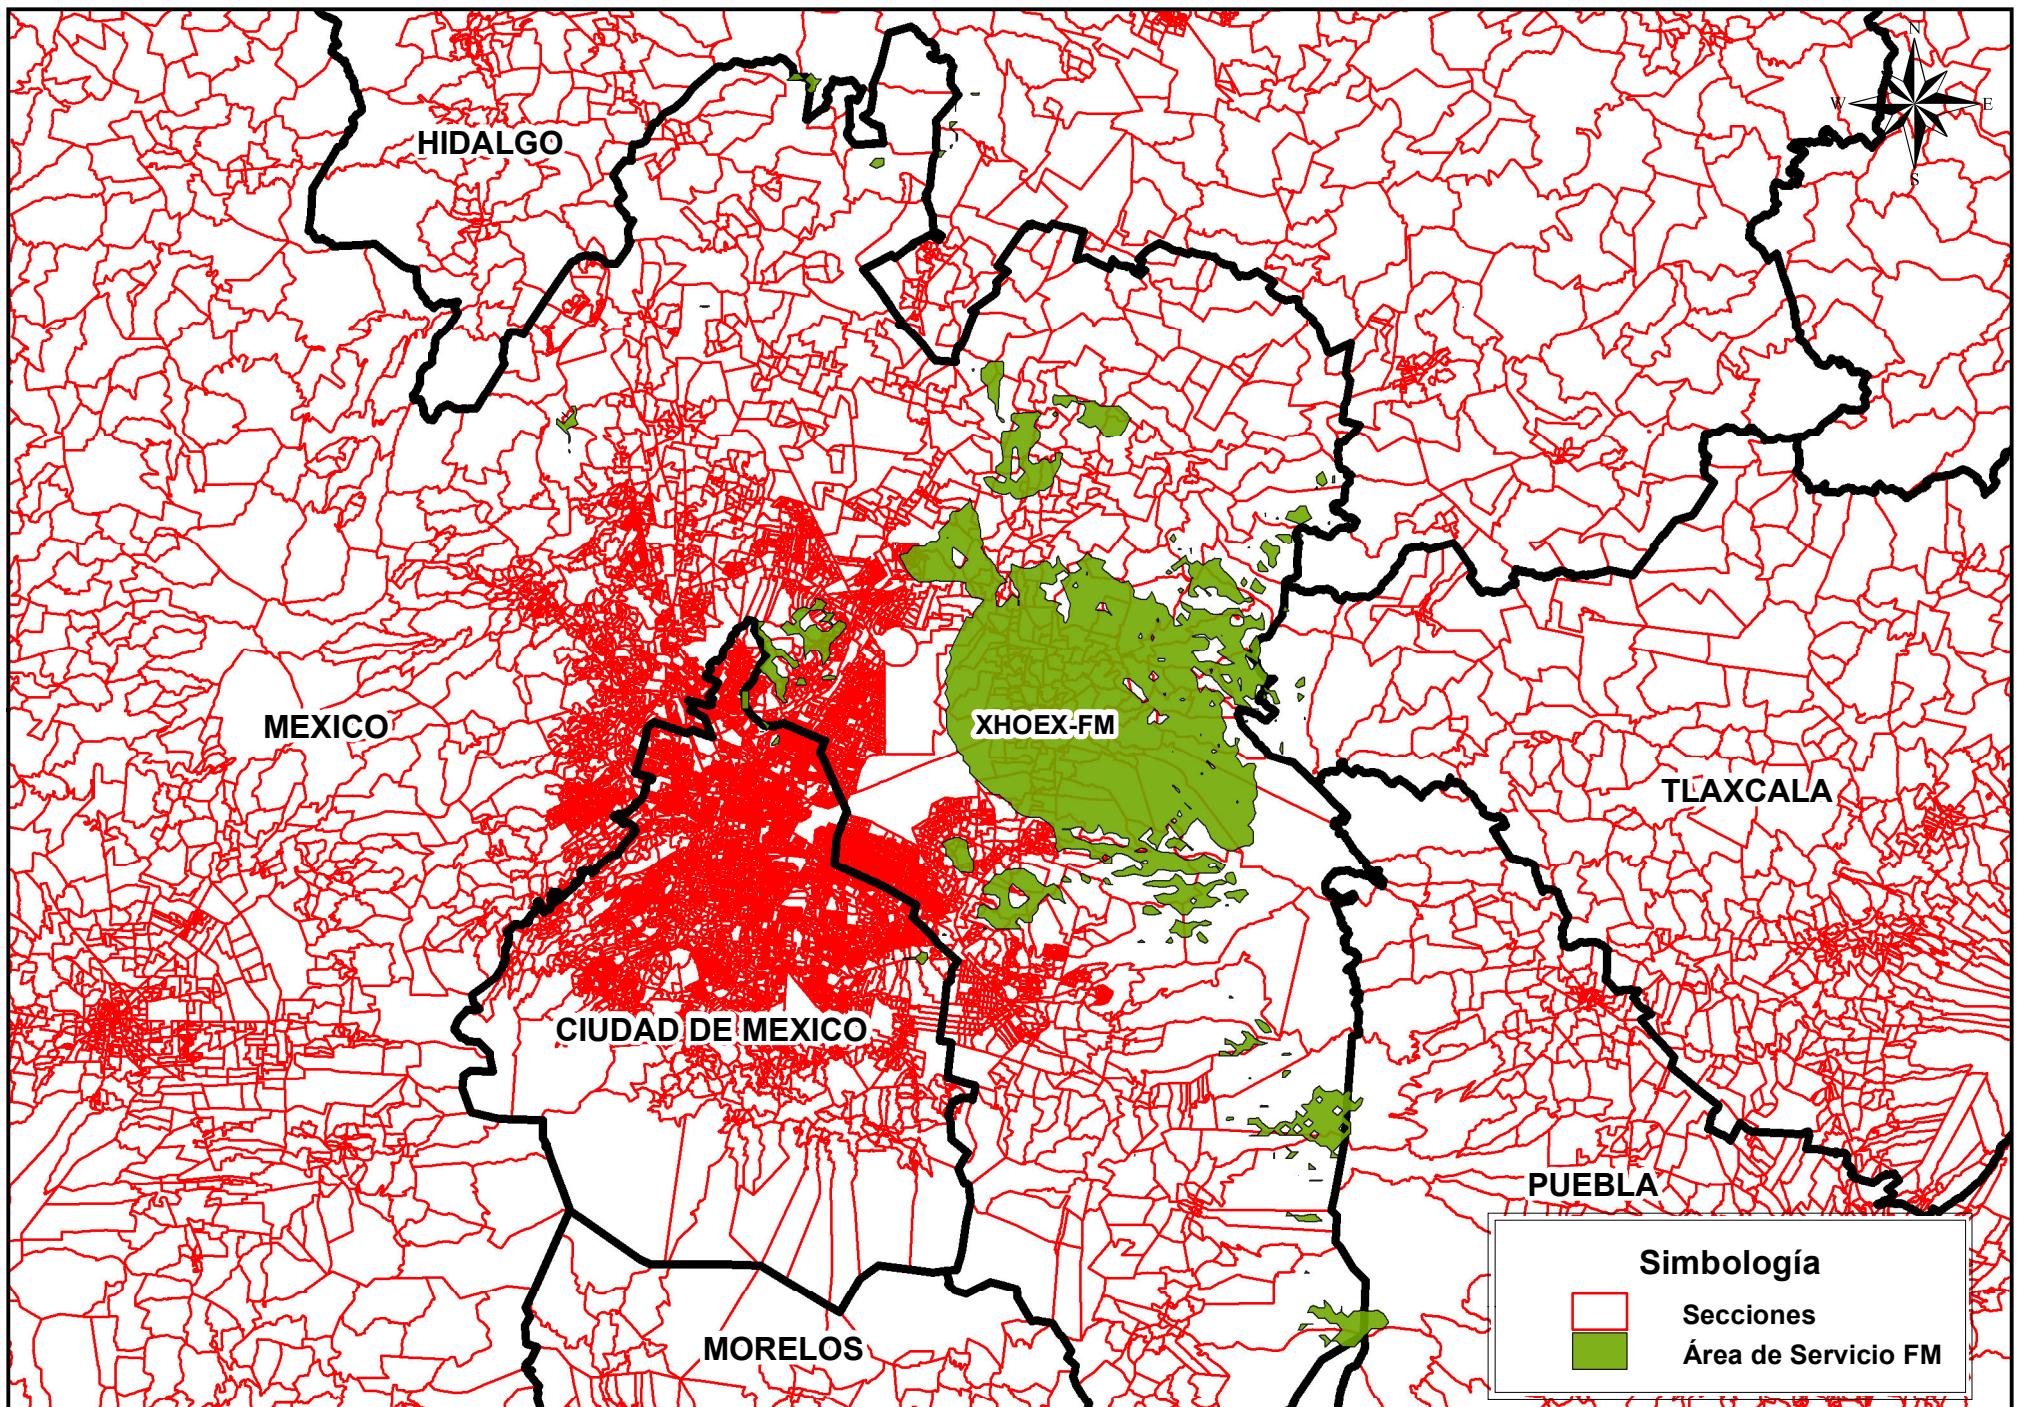 N
W
E
S
HIDALGO
MEXICO
XHOEX-FM
TLAXCALA
CIUDAD DE MEXICO
PUEBLA
MORELOS
Simbología
Secciones
Área de Servicio FM